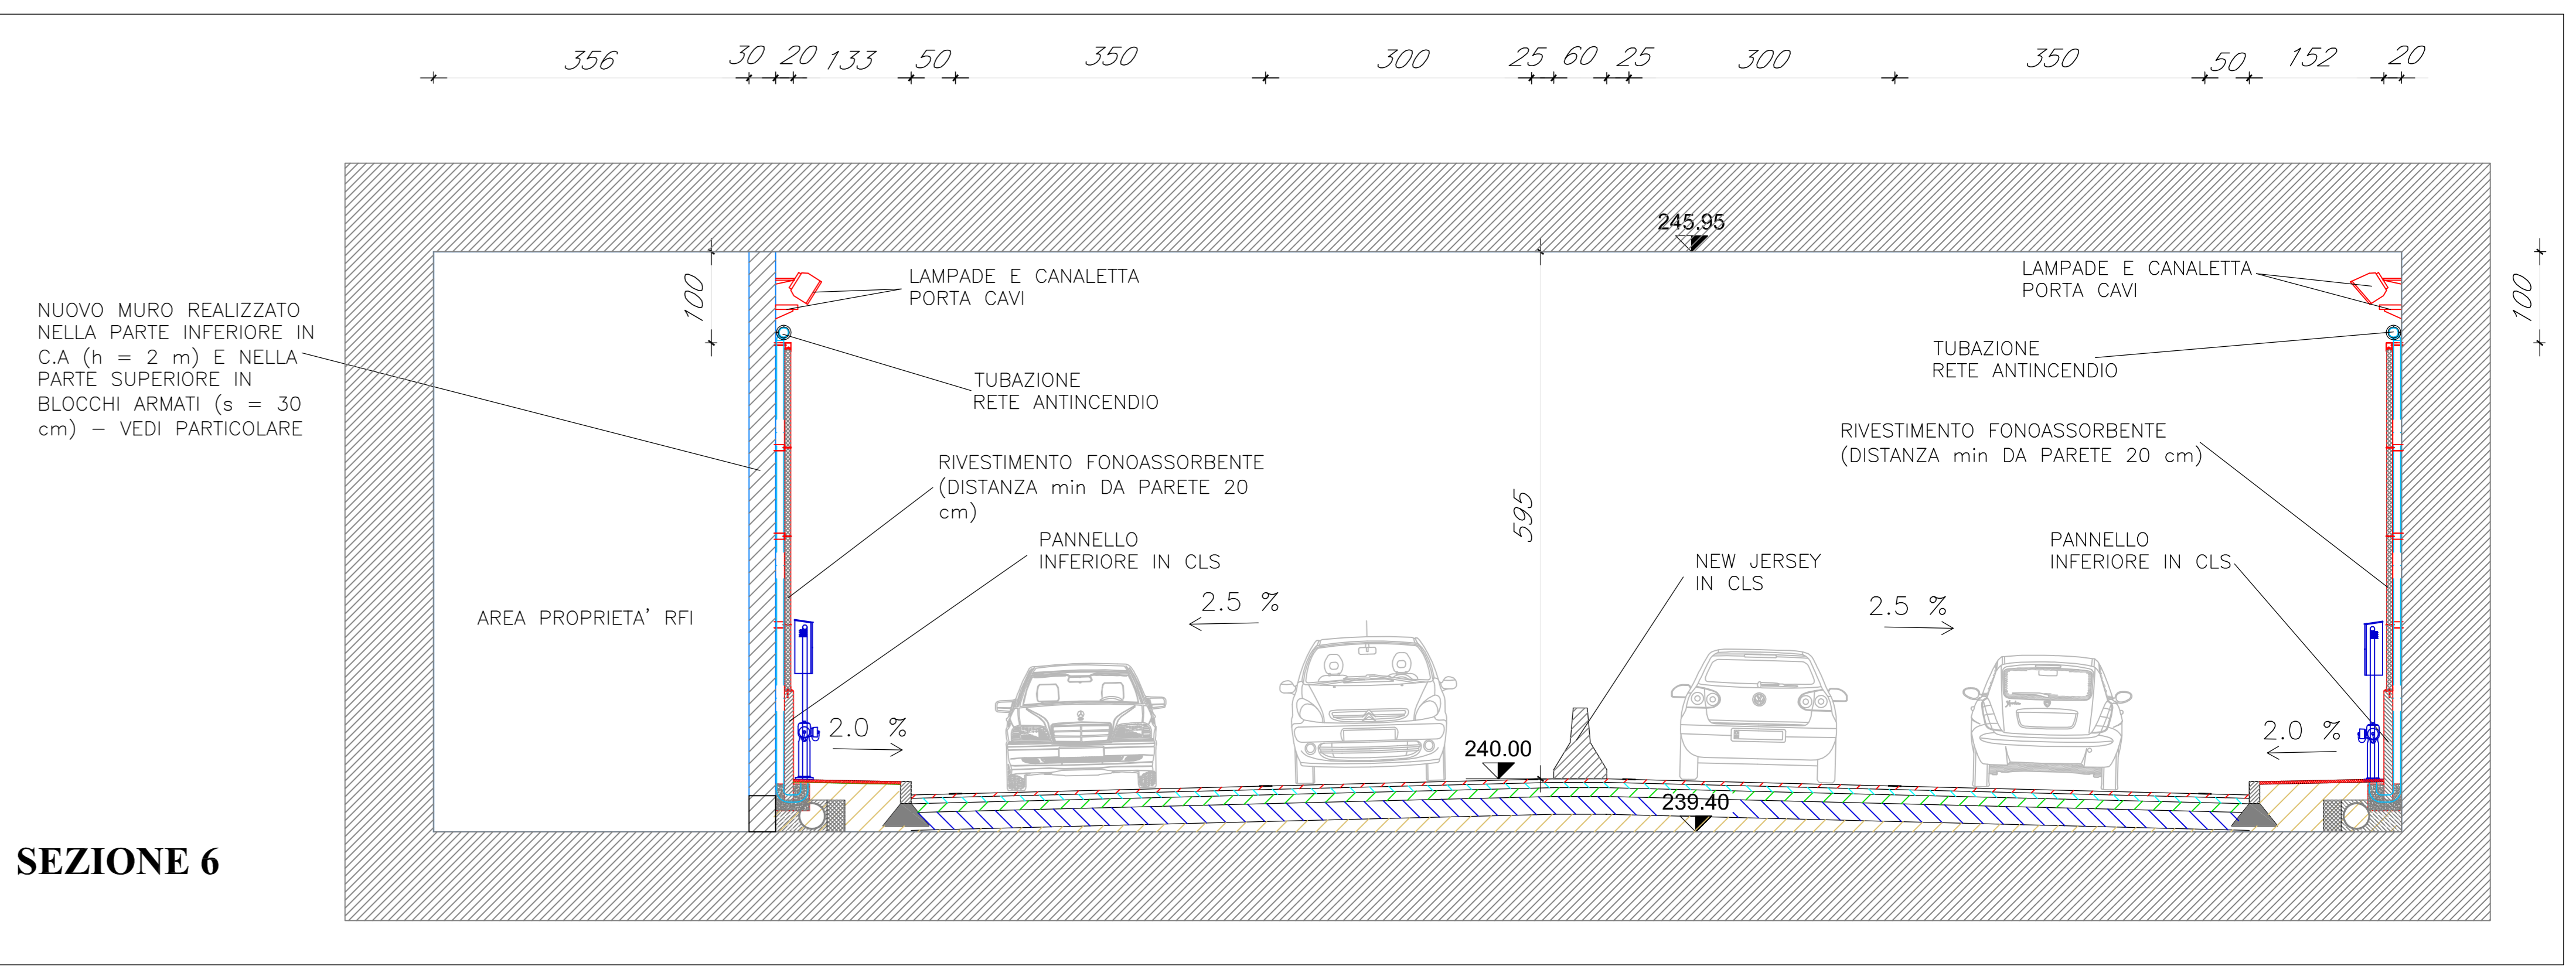 356 30 20 133 50 350 300 25 60 25 300 350 50 152 20
245.95
LAMPADE E CANALETTA
PORTA CAVI
LAMPADE E CANALETTA
PORTA CAVI
100
100
NUOVO MURO REALIZZATO
NELLA PARTE INFERIORE IN
C.A (h = 2 m) E NELLA
PARTE SUPERIORE IN
BLOCCHI ARMATI (s = 30
cm) – VEDI PARTICOLARE
TUBAZIONE
RETE ANTINCENDIO
TUBAZIONE
RETE ANTINCENDIO
RIVESTIMENTO FONOASSORBENTE
(DISTANZA min DA PARETE 20
cm)
RIVESTIMENTO FONOASSORBENTE
(DISTANZA min DA PARETE 20 cm)
595
PANNELLO
INFERIORE IN CLS
NEW JERSEY
IN CLS
PANNELLO
INFERIORE IN CLS
AREA PROPRIETA' RFI
2.5 %
2.5 %
2.0 %
2.0 %
240.00
239.40
SEZIONE 6